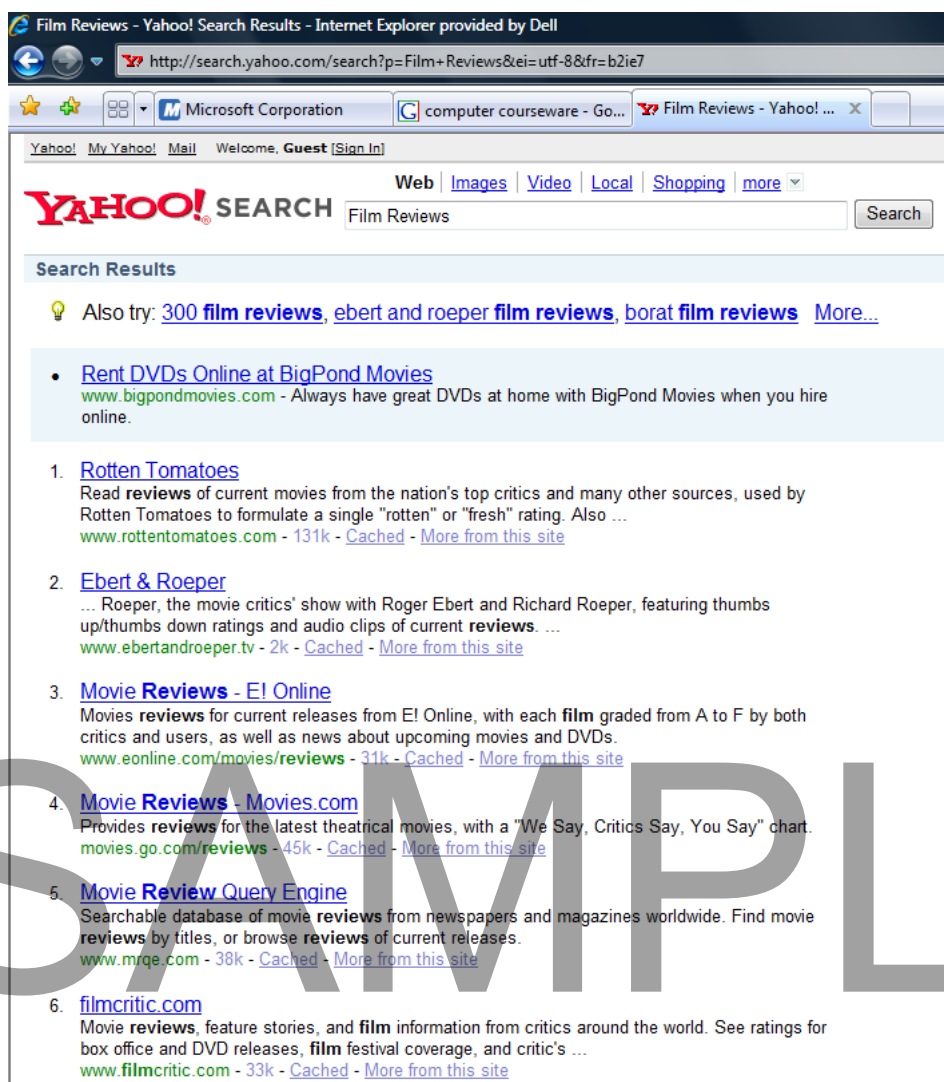 Film Reviews - Yahoo! Search Results - Internet Explorer provided by Dell
http://search.yahoo.com/search?p=Film+Reviews&ei=utf-8&fr=b2ie7
Microsoft Corporation computer courseware - Go... Film Reviews - Yahoo! ... X
Yahoo! My Yahoo! Mail Welcome, Guest [Sign In]
Web | Images | Video | Local | Shopping | more
YAHOO! SEARCH Film Reviews Search
Search Results
Also try: 300 film reviews, ebert and roeper film reviews, borat film reviews More...
• Rent DVDs Online at BigPond Movies
www.bigpondmovies.com - Always have great DVDs at home with BigPond Movies when you hire
online.
1. Rotten Tomatoes
Read reviews of current movies from the nation's top critics and many other sources, used by
Rotten Tomatoes to formulate a single "rotten" or "fresh" rating. Also ...
www.rottentomatoes.com - 131k - Cached - More from this site
2. Ebert & Roeper
... Roeper, the movie critics' show with Roger Ebert and Richard Roeper, featuring thumbs
up/thumbs down ratings and audio clips of current reviews. ...
www.ebertandroeper.tv - 2k - Cached - More from this site
3. Movie Reviews - E! Online
Movies reviews for current releases from E! Online, with each film graded from A to F by both
critics and users, as well as news about upcoming movies and DVDs.
www.eonline.com/movies/reviews - 31k - Cached - More from this site
4. Movie Reviews - Movies.com
Provides reviews for the latest theatrical movies, with a "We Say, Critics Say, You Say" chart.
movies.go.com/reviews - 45k - Cached - More from this site
5. Movie Review Query Engine
Searchable database of movie reviews from newspapers and magazines worldwide. Find movie
reviews by titles, or browse reviews of current releases.
www.mrqe.com - 38k - Cached - More from this site
6. filmcritic.com
Movie reviews, feature stories, and film information from critics around the world. See ratings for
box office and DVD releases, film festival coverage, and critic's ...
www.filmcritic.com - 33k - Cached - More from this site
SAMPL